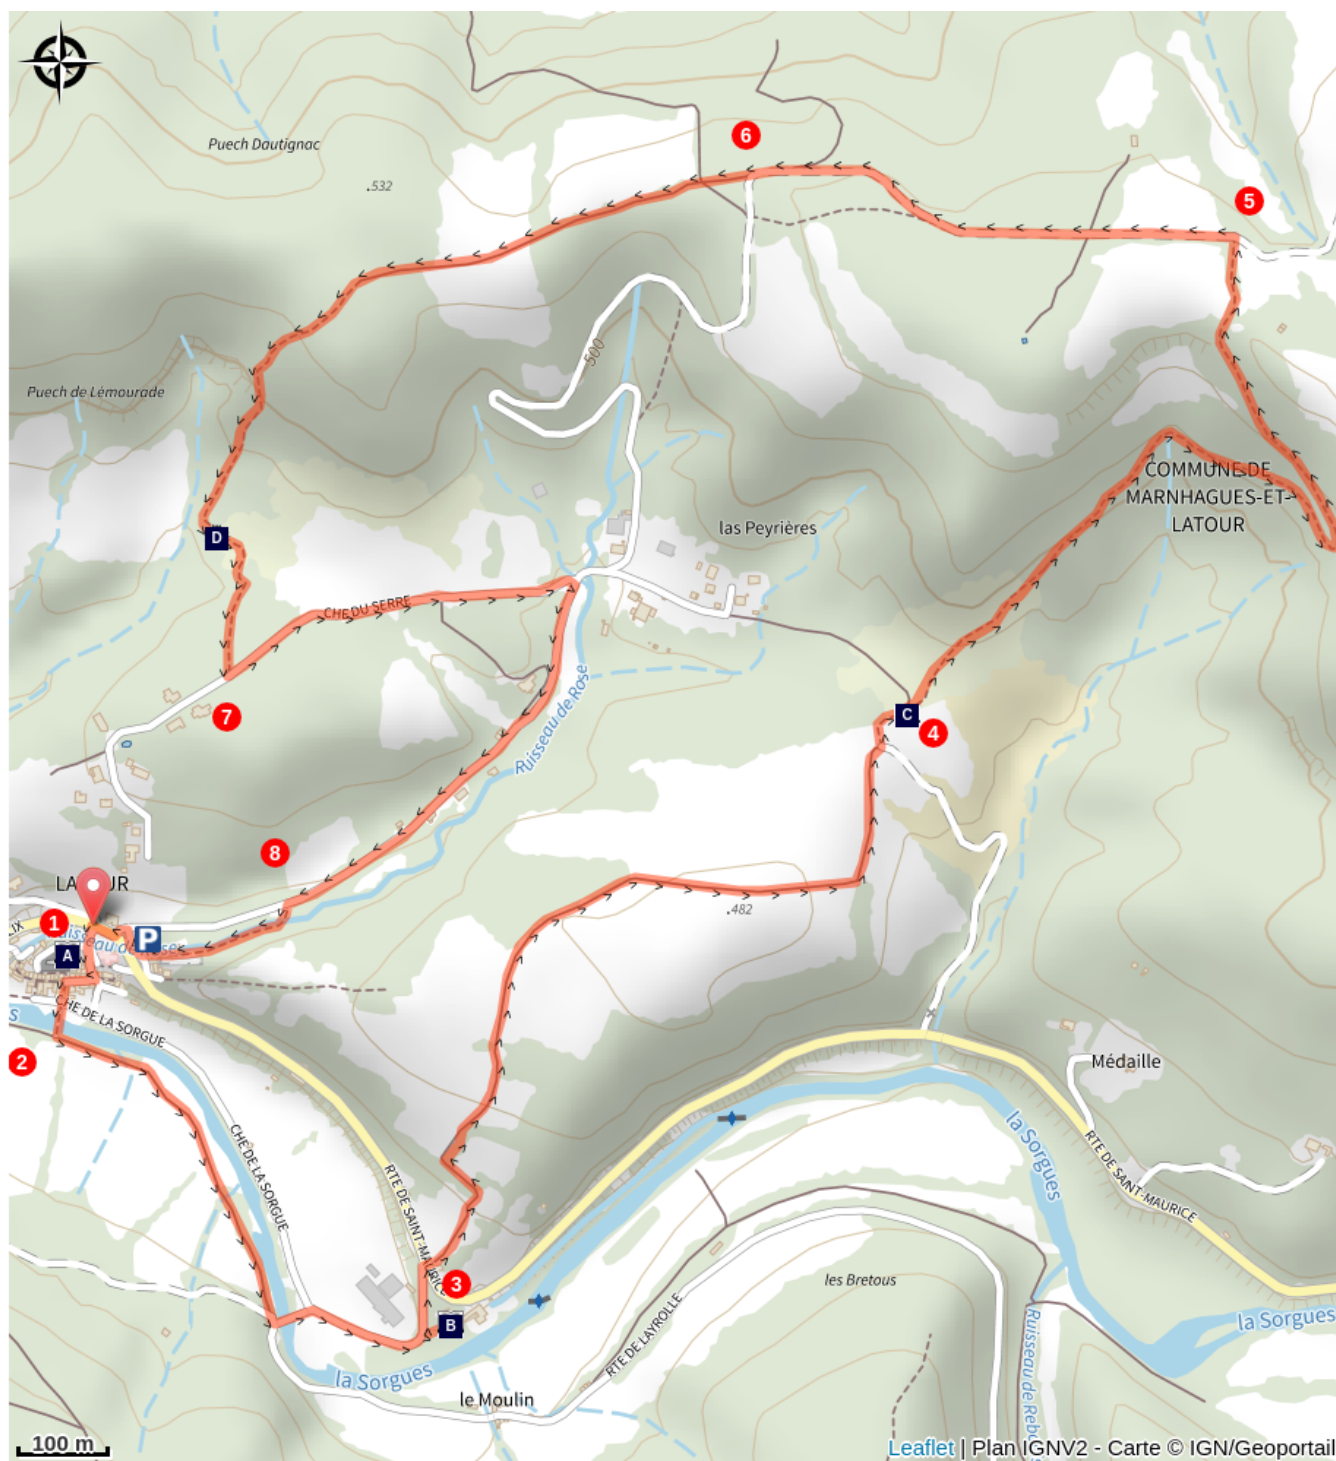 Puech Dautignac
.532
6
5
500
Puech de Lémourade
COMMUNE DE
MARNHAGUES-ET-
LATOUR
las Peyrières
D
CHE DU SERRE
Ruisseau de Rose
7
C
4
8
.482
1
P
A
CHE DE LA SORGUE
2
Médaille
CHE DE LA SORGUE
RTE DE SAINT-MAURICE
la Sorgues
RTE DE SAINT-MAURICE
3
B
les Bretous
la Sorgues
RTE DE LAYROLLE
la Sorgues
le Moulin
100 m
Leaflet | Plan IGNV2 - Carte © IGN/Geoportail